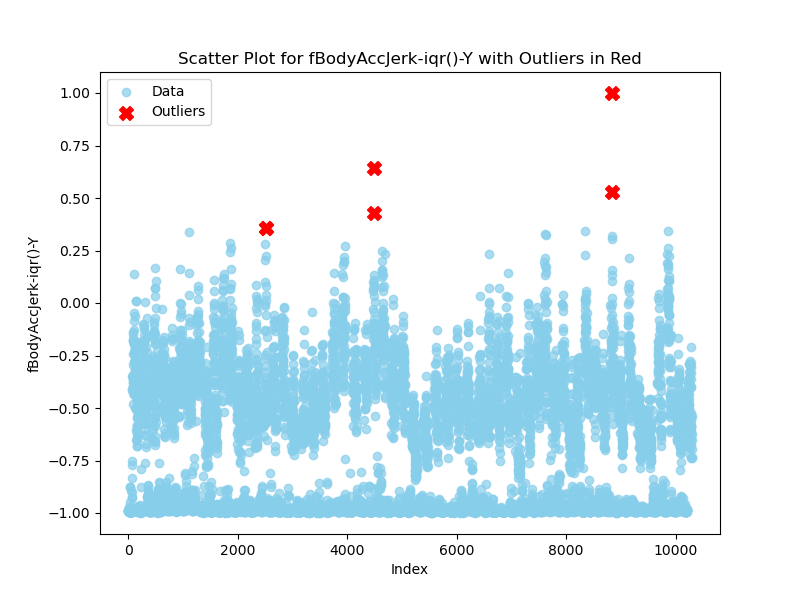 Scatter Plot for fBodyAccJerk-iqr()-Y with Outliers in Red
Data
Outliers
1.00
0.75
0.50
0.25
0.00
−0.25
−0.50
−0.75
−1.00
fBodyAccJerk-iqr()-Y
0 2000 4000 6000 8000 10000
Index